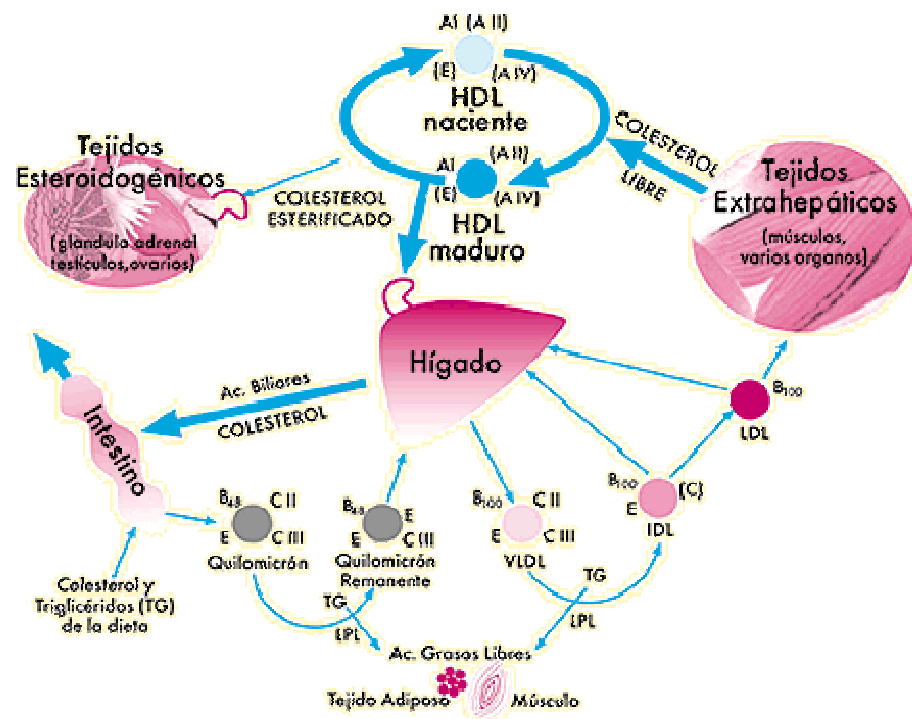 AI (A II)
(E)
(A IV)
HDL
naciente
AI
(A II)
(E)
(A IV)
HDL
maduro
COLESTEROL
LIBRE
Tejidos
Extrahepáticos
(músculos,
varios organos)
Tejidos
Esteroidogénicos
(glandula adrenal
testículos,ovarios)
COLESTEROL
ESTERIFICADO
Hígado
Ac. Biliares
COLESTEROL
Intestino
B100
LDL
B48
C II
E
C III
Quilomicrón
B48
E
E
C III
Quilomicrón
Remanente
B100
C II
E
C III
VLDL
B100
(C)
E
IDL
Colesterol y
Triglicéridos (TG)
de la dieta
TG
LPL
TG
LPL
Ac. Grasos Libres
Tejido Adiposo
Músculo